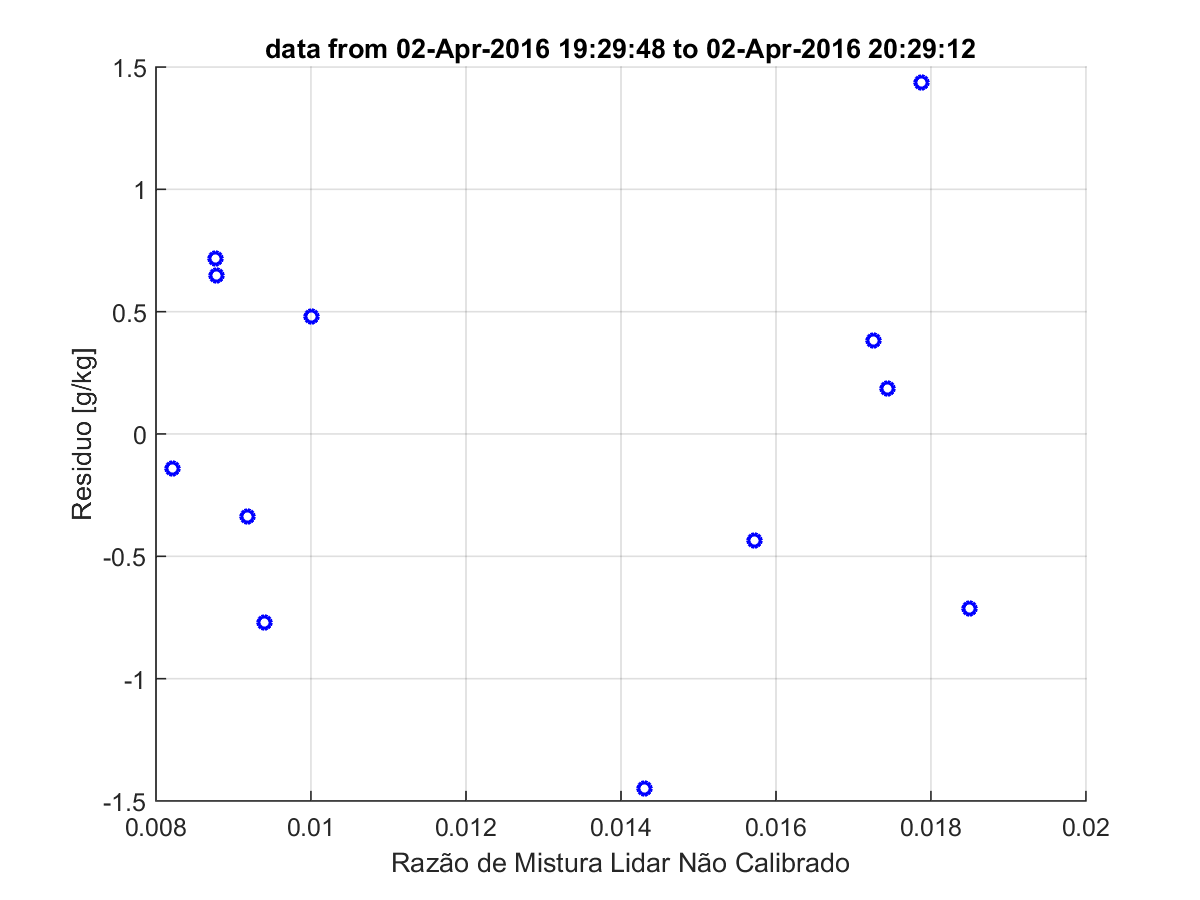 data from 02-Apr-2016 19:29:48 to 02-Apr-2016 20:29:12
1.5
1
0.5
0
-0.5
-1
-1.5
Residuo [g/kg]
0.008 0.01 0.012 0.014 0.016 0.018 0.02
Razão de Mistura Lidar Não Calibrado